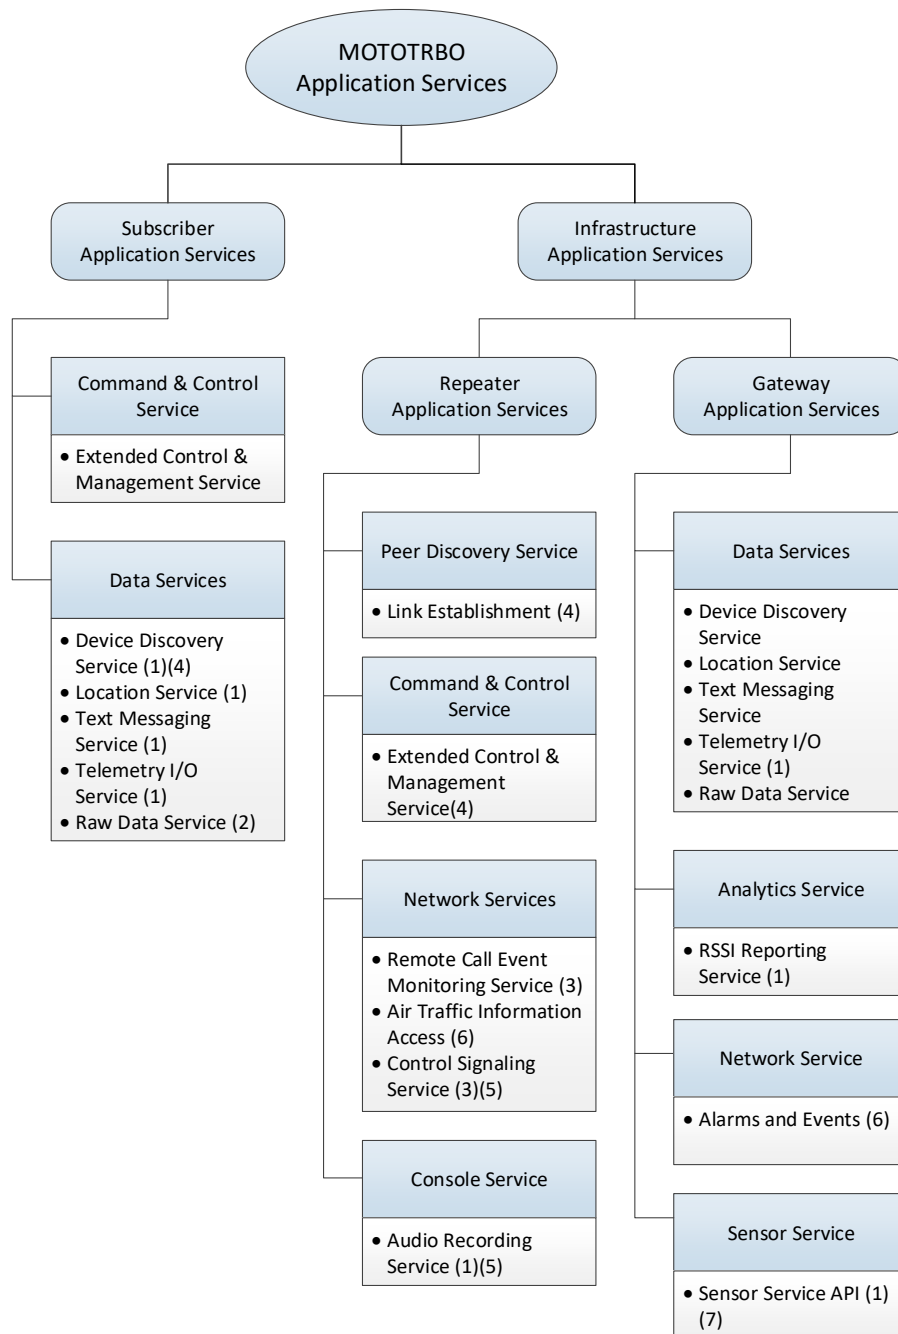 MOTOTRBO
Application Services
Subscriber
Application Services
Infrastructure
Application Services
Command & Control
Service
• Extended Control &
Management Service
Data Services
• Device Discovery
Service (1)(4)
• Location Service (1)
• Text Messaging
Service (1)
• Telemetry I/O
Service (1)
• Raw Data Service (2)
Repeater
Application Services
Peer Discovery Service
• Link Establishment (4)
Command & Control
Service
• Extended Control &
Management
Service(4)
Network Services
• Remote Call Event
Monitoring Service (3)
• Air Traffic Information
Access (6)
• Control Signaling
Service (3)(5)
Console Service
• Audio Recording
Service (1)(5)
Gateway
Application Services
Data Services
• Device Discovery
Service
• Location Service
• Text Messaging
Service
• Telemetry I/O
Service (1)
• Raw Data Service
Analytics Service
• RSSI Reporting
Service (1)
Network Service
• Alarms and Events (6)
Sensor Service
• Sensor Service API (1)
(7)